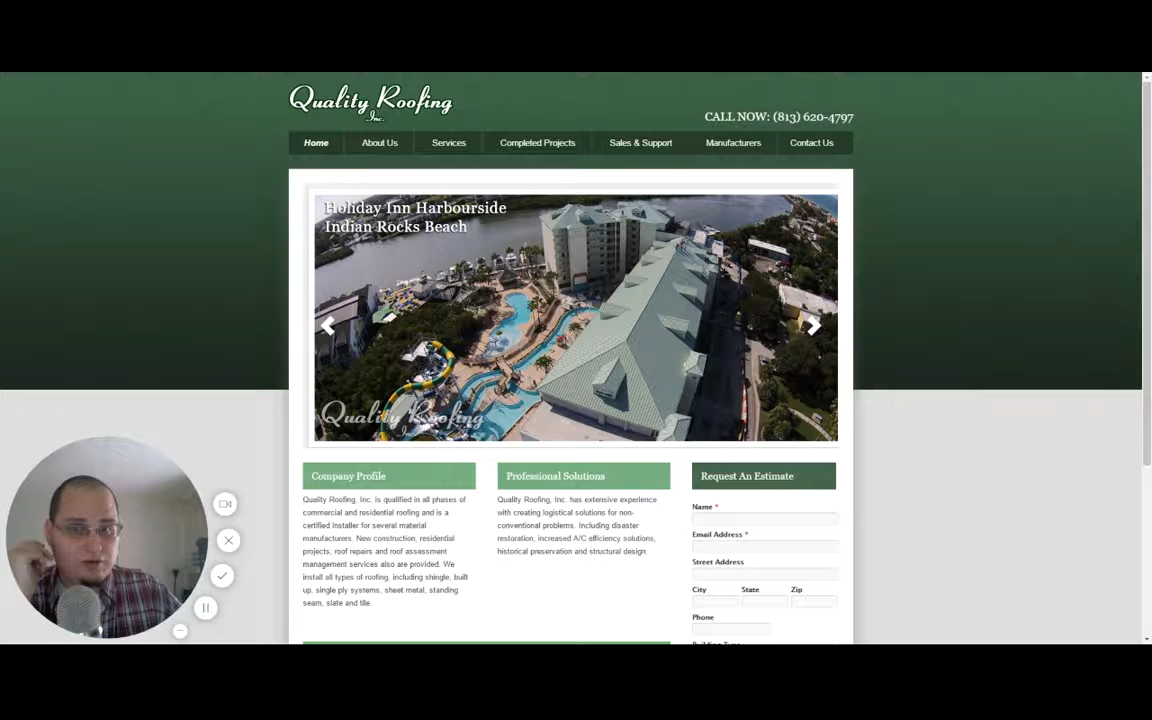 Quality Roofing
Inc.
CALL NOW: (813) 620-4797
Home
About Us
Services
Completed Projects
Sales & Support
Manufacturers
Contact Us
Holiday Inn Harbourside
Indian Rocks Beach
Quality Roofing
Company Profile
Quality Roofing, Inc. is qualified in all phases of
commercial and residential roofing and is a
certified installer for several material
manufacturers. New construction, residential
projects, roof repairs and roof assessment
management services also are provided. We
install all types of roofing, including shingle, built
up, single ply systems, sheet metal, standing
seam, slate and tile.
Professional Solutions
Quality Roofing, Inc. has extensive experience
with creating logistical solutions for non-
conventional problems. Including disaster
restoration, increased A/C efficiency solutions,
historical preservation and structural design.
Request An Estimate
Name *
Email Address *
Street Address
City State Zip
Phone